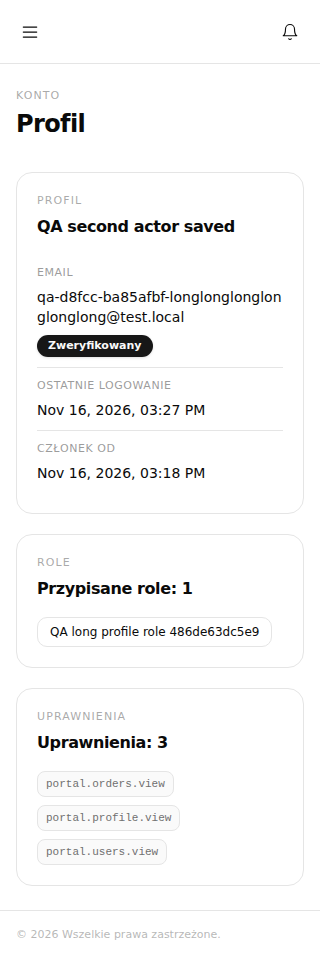 KONTO
Profil
PROFIL
QA second actor saved
EMAIL
qa-d8fcc-ba85afbf-longlonglonglon
glonglong@test.local
Zweryfikowany
OSTATNIE LOGOWANIE
Nov 16, 2026, 03:27 PM
CZŁONEK OD
Nov 16, 2026, 03:18 PM
ROLE
Przypisane role: 1
QA long profile role 486de63dc5e9
UPRAWNIENIA
Uprawnienia: 3
portal.orders.view
portal.profile.view
portal.users.view
© 2026 Wszelkie prawa zastrzeżone.